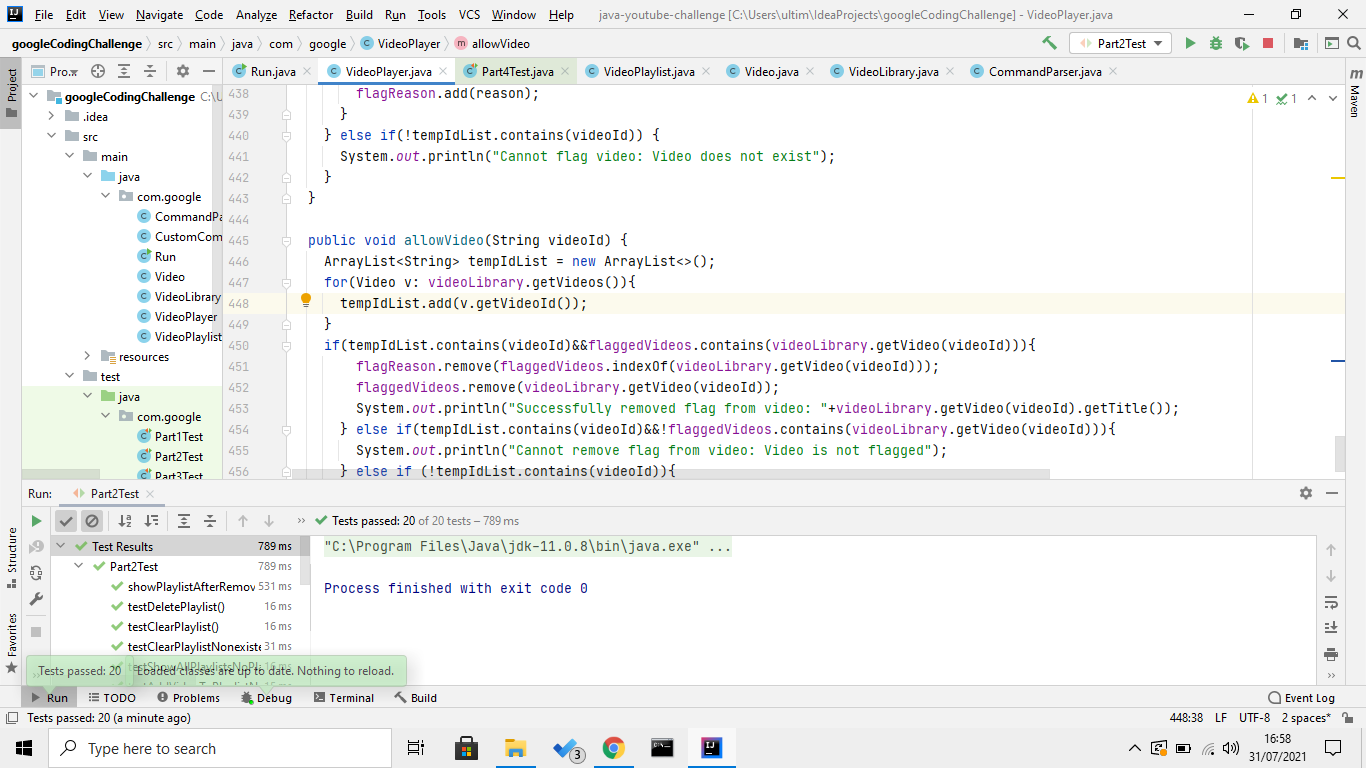 File Edit View Navigate Code Analyze Refactor Build Run Tools VCS Window Help java-youtube-challenge [C:\Users\ultim\IdeaProjects\googleCodingChallenge] - VideoPlayer.java
googleCodingChallenge src main java com google VideoPlayer allowVideo Part2Test
Project Pro... Run.java VideoPlayer.java Part4Test.java VideoPlaylist.java Video.java VideoLibrary.java CommandParser.java Maven
googleCodingChallenge C:\U
.idea
src
main
java
com.google
CommandPa
CustomCom
Run
Video
VideoLibrary
VideoPlayer
VideoPlaylist
resources
test
java
com.google
Part1Test
Part2Test
Part3Test
1 1
438 flagReason.add(reason);
439 }
440 } else if(!tempIdList.contains(videoId)) {
441 System.out.println("Cannot flag video: Video does not exist");
442 }
443 }
444
445 public void allowVideo(String videoId) {
446 ArrayList<String> tempIdList = new ArrayList<>();
447 for(Video v: videoLibrary.getVideos()){
448 tempIdList.add(v.getVideoId());
449 }
450 if(tempIdList.contains(videoId)&&flaggedVideos.contains(videoLibrary.getVideo(videoId))){
451 flagReason.remove(flaggedVideos.indexOf(videoLibrary.getVideo(videoId)));
452 flaggedVideos.remove(videoLibrary.getVideo(videoId));
453 System.out.println("Successfully removed flag from video: "+videoLibrary.getVideo(videoId).getTitle());
454 } else if(tempIdList.contains(videoId)&&!flaggedVideos.contains(videoLibrary.getVideo(videoId))){
455 System.out.println("Cannot remove flag from video: Video is not flagged");
456 } else if (!tempIdList.contains(videoId)){
Run: Part2Test
Tests passed: 20 of 20 tests – 789 ms
Test Results 789 ms
Part2Test 789 ms
showPlaylistAfterRemov 531 ms
testDeletePlaylist() 16 ms
testClearPlaylist() 16 ms
testClearPlaylistNonexiste 31 ms
"C:\Program Files\Java\jdk-11.0.8\bin\java.exe" ...
Process finished with exit code 0
Structure
Favorites
Tests passed: 20 Loaded classes are up to date. Nothing to reload.
Run TODO Problems Debug Terminal Build Event Log
Tests passed: 20 (a minute ago) 448:38 LF UTF-8 2 spaces*
Type here to search
3
16:58
31/07/2021